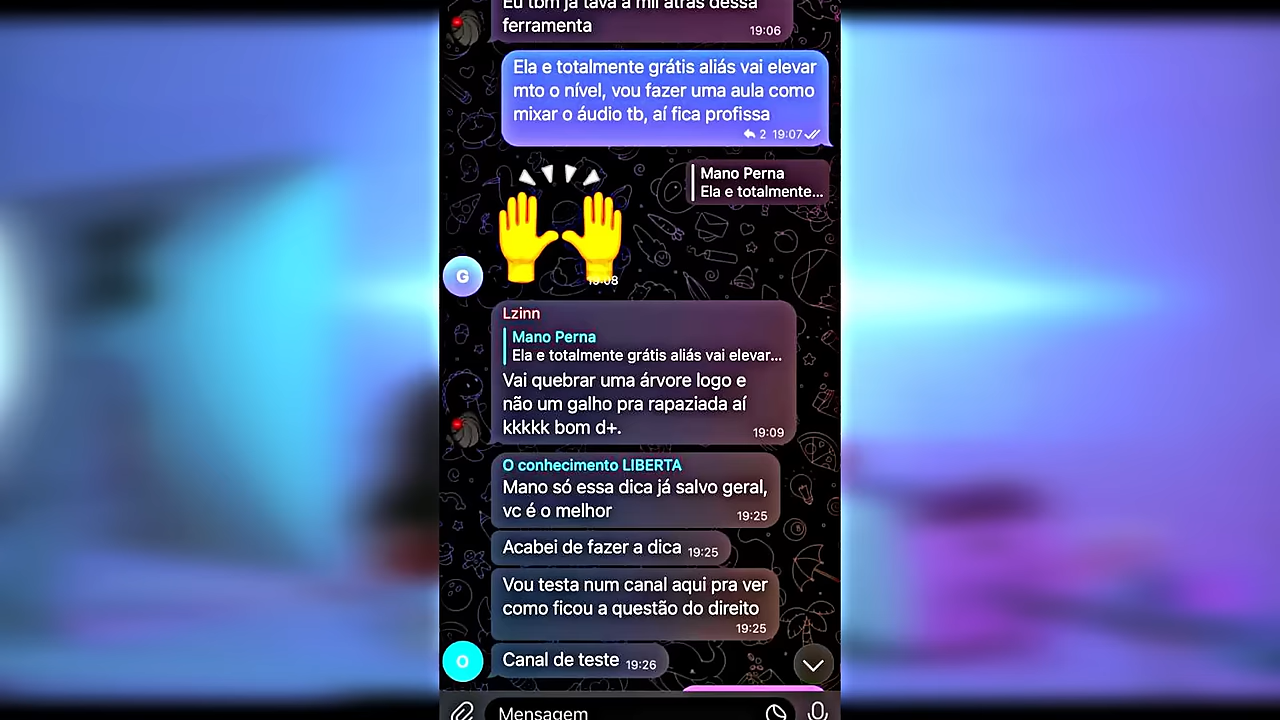 Eu tbm já tava a mil atrás dessa
ferramenta
19:06
Ela e totalmente grátis aliás vai elevar
mto o nível, vou fazer uma aula como
mixar o áudio tb, aí fica profissa
2 19:07
Mano Perna
Ela e totalmente...
19:08
G
Lzinn
Mano Perna
Ela e totalmente grátis aliás vai elevar...
Vai quebrar uma árvore logo e
não um galho pra rapaziada aí
kkkkk bom d+.
19:09
O conhecimento LIBERTA
Mano só essa dica já salvo geral,
vc é o melhor
19:25
Acabei de fazer a dica 19:25
Vou testa num canal aqui pra ver
como ficou a questão do direito
19:25
O
Canal de teste 19:26
Mensagem